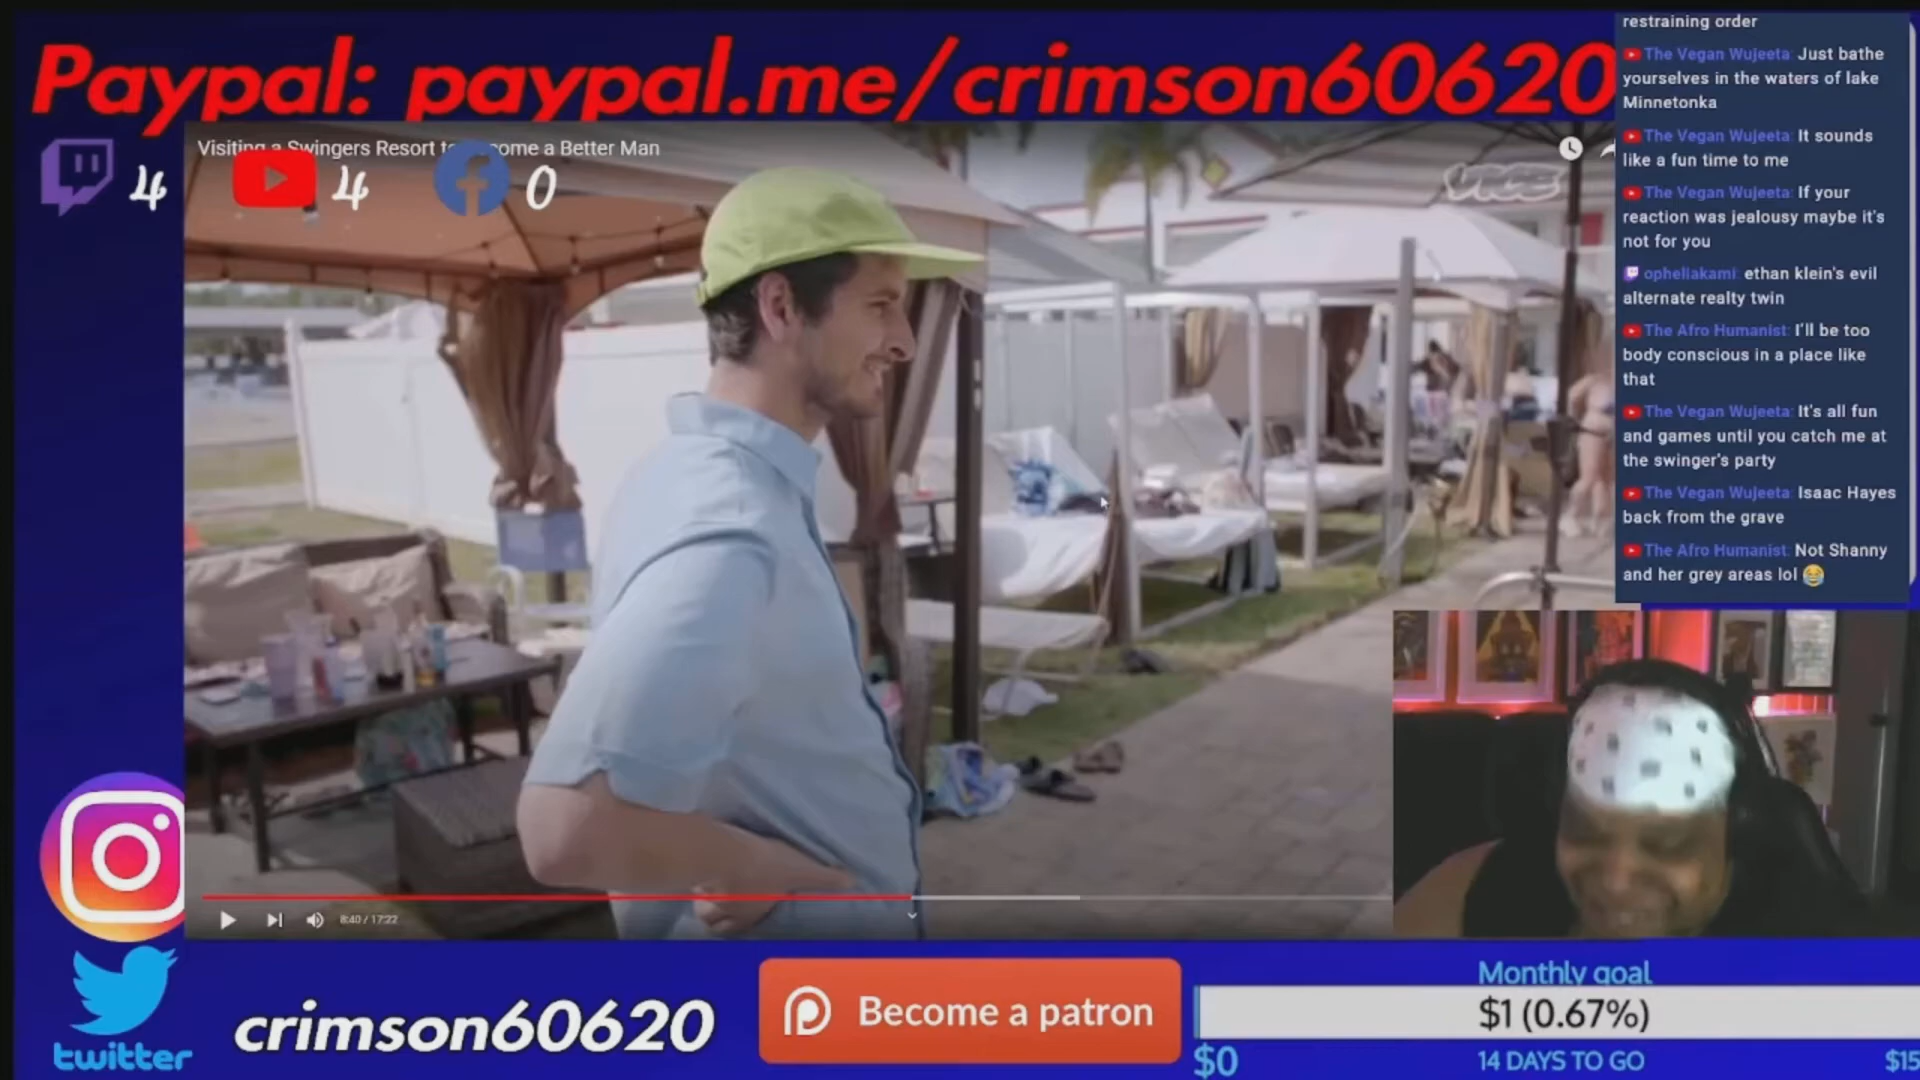 Paypal: paypal.me/crimson60620
restraining order
The Vegan Wujeeta: Just bathe
yourselves in the waters of lake
Minnetonka
The Vegan Wujeeta: It sounds
like a fun time to me
The Vegan Wujeeta: If your
reaction was jealousy maybe it's
not for you
opheliakami: ethan klein's evil
alternate realty twin
The Afro Humanist: I'll be too
body conscious in a place like
that
The Vegan Wujeeta: It's all fun
and games until you catch me at
the swinger's party
The Vegan Wujeeta: Isaac Hayes
back from the grave
The Afro Humanist: Not Shanny
and her grey areas lol 😂
Visiting a Swingers Resort ome a Better Man
4
4
0
VICE
8:40 / 17:22
twitter
crimson60620
Become a patron
Monthly goal
$1 (0.67%)
$0
14 DAYS TO GO
$15